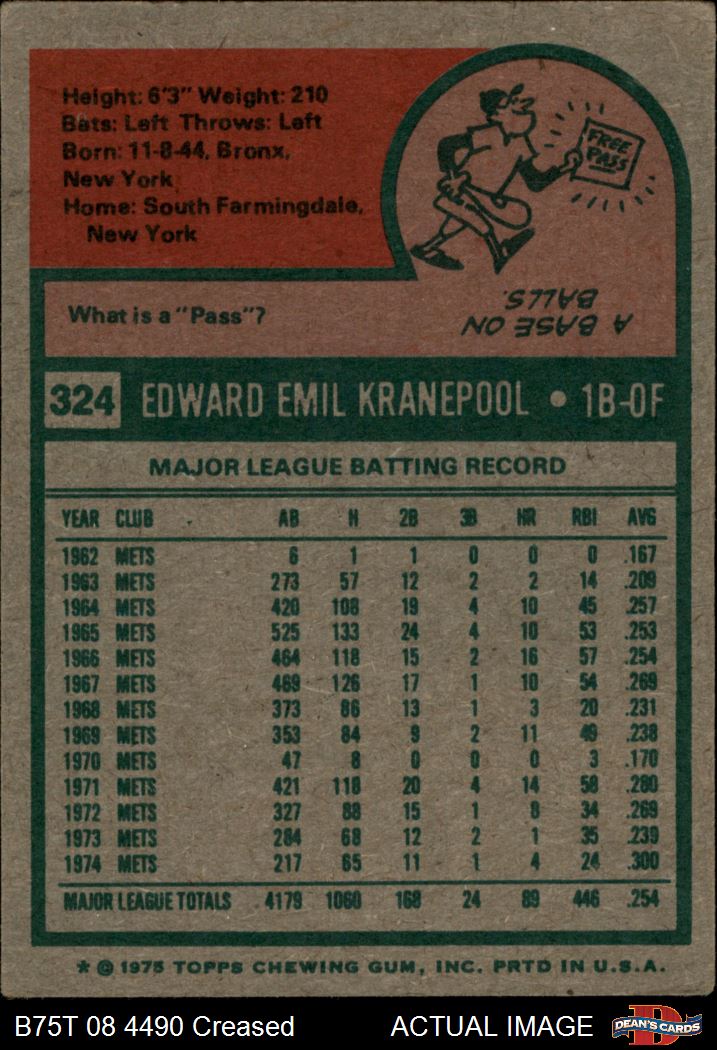 Height: 6'3" Weight: 210
Bats: Left Throws: Left
Born: 11-8-44, Bronx,
New York
Home: South Farmingdale,
New York
FREE
PASS
What is a "Pass"?
A BASE ON
BALLS.
324 EDWARD EMIL KRANEPOOL • 1B-OF
MAJOR LEAGUE BATTING RECORD
YEAR CLUB AB H 2B 3B HR RBI AVG
1962 METS 6 1 1 0 0 0 .167
1963 METS 273 57 12 2 2 14 .209
1964 METS 420 108 19 4 10 45 .257
1965 METS 525 133 24 4 10 53 .253
1966 METS 464 118 15 2 16 57 .254
1967 METS 469 126 17 1 10 54 .269
1968 METS 373 86 13 1 3 20 .231
1969 METS 353 84 9 2 11 49 .238
1970 METS 47 8 0 0 0 3 .170
1971 METS 421 118 20 4 14 58 .280
1972 METS 327 88 15 1 8 34 .269
1973 METS 284 68 12 2 1 35 .239
1974 METS 217 65 11 1 4 24 .300
MAJOR LEAGUE TOTALS 4179 1060 168 24 89 446 .254
* © 1975 TOPPS CHEWING GUM, INC. PRTD IN U.S.A.
B75T 08 4490 Creased ACTUAL IMAGE
D
DEAN'S CARDS